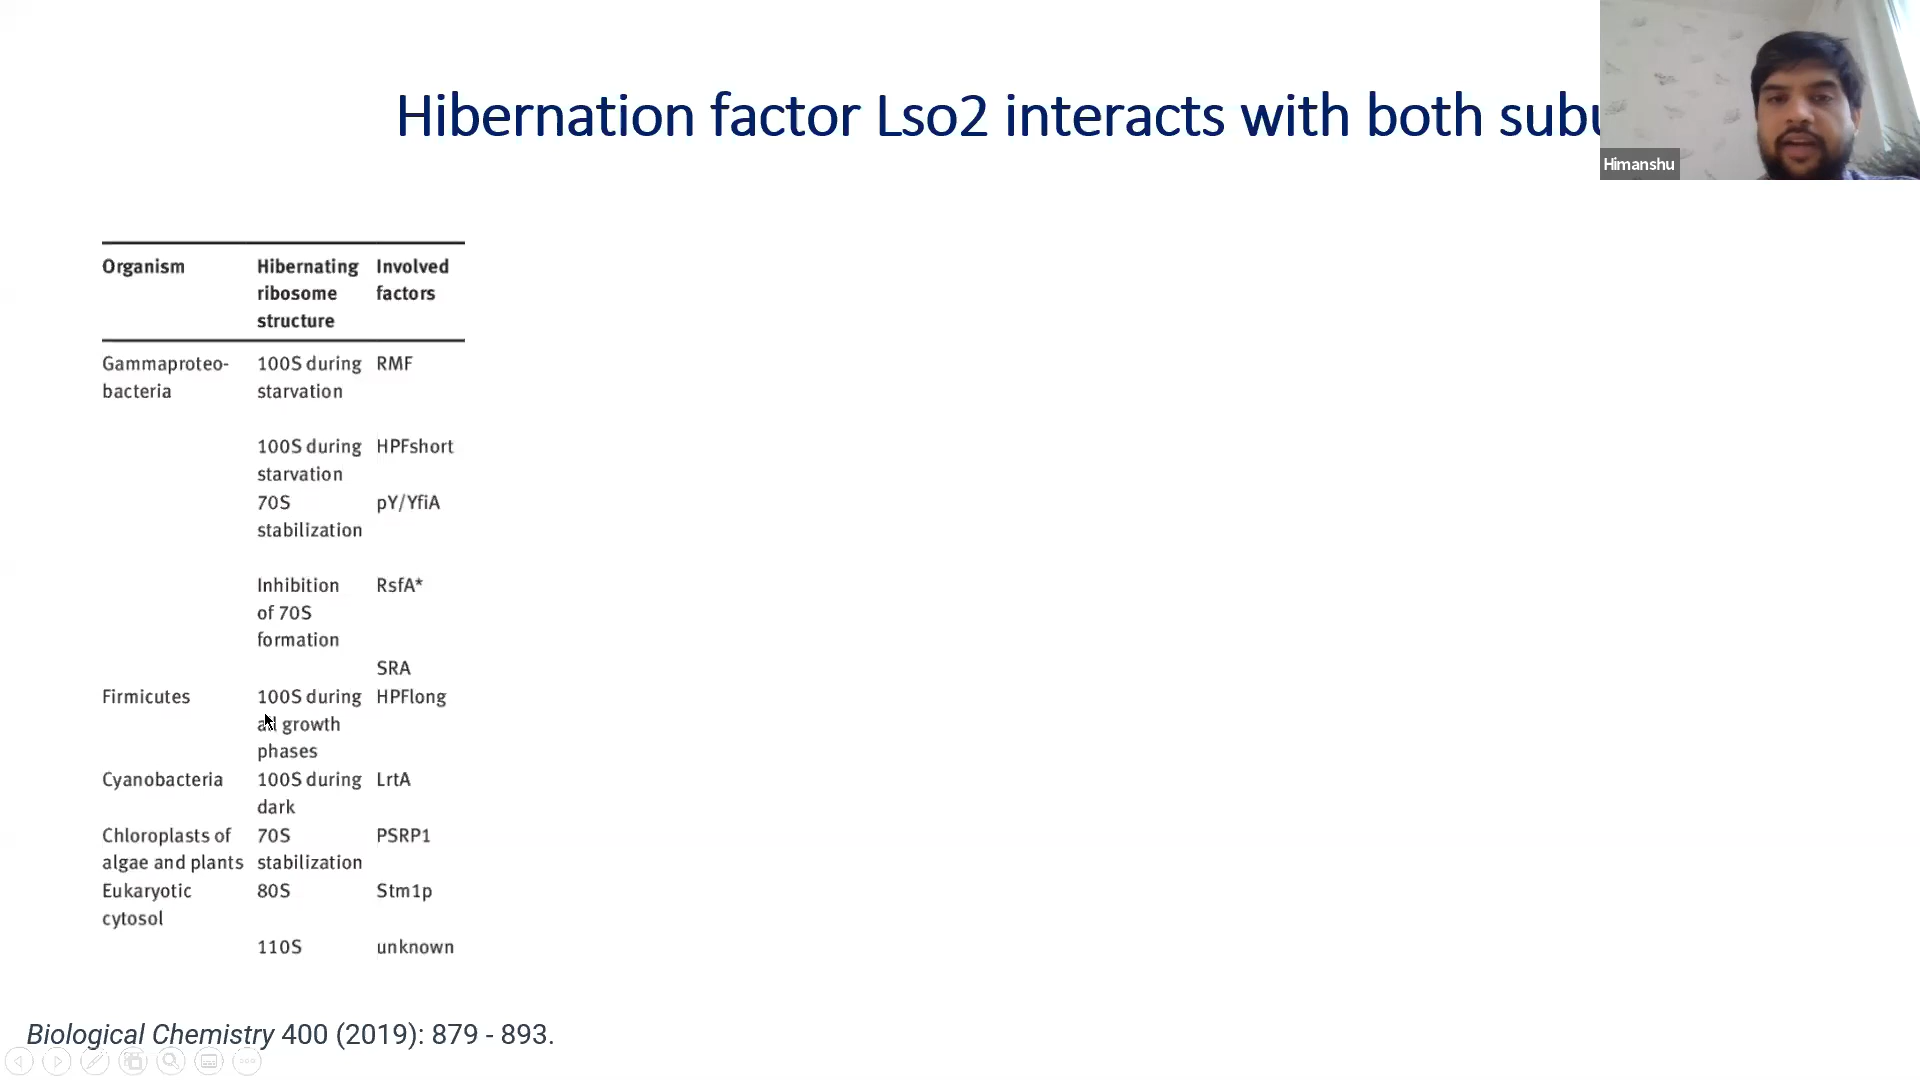 Hibernation factor Lso2 interacts with both
Himanshu
Organism Hibernating Involved
ribosome factors
structure
Gammaproteo- 100S during RMF
bacteria starvation
100S during HPFshort
starvation
70S pY/YfiA
stabilization
Inhibition RsfA*
of 70S
formation
SRA
Firmicutes 100S during HPFlong
all growth
phases
Cyanobacteria 100S during LrtA
dark
Chloroplasts of 70S PSRP1
algae and plants stabilization
Eukaryotic 80S Stm1p
cytosol
110S unknown
Biological Chemistry 400 (2019): 879 - 893.